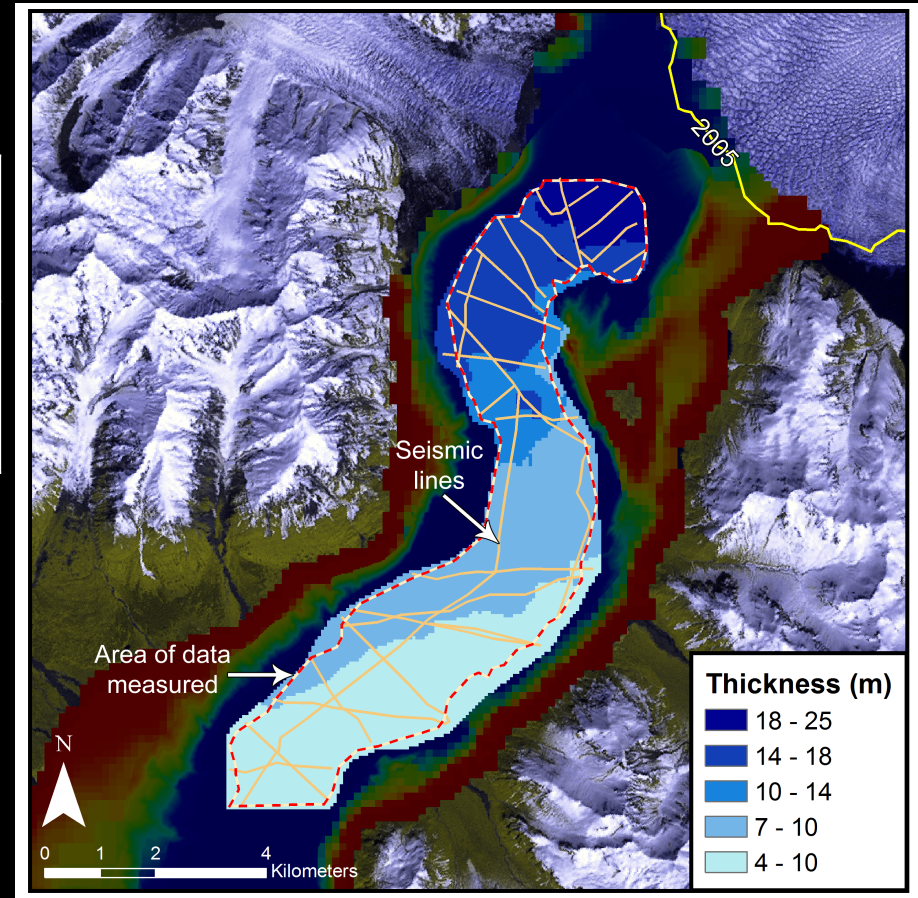 2005
Seismic
lines
Area of data
measured
N
0 1 2 4
Kilometers
Thickness (m)
18 - 25
14 - 18
10 - 14
7 - 10
4 - 10